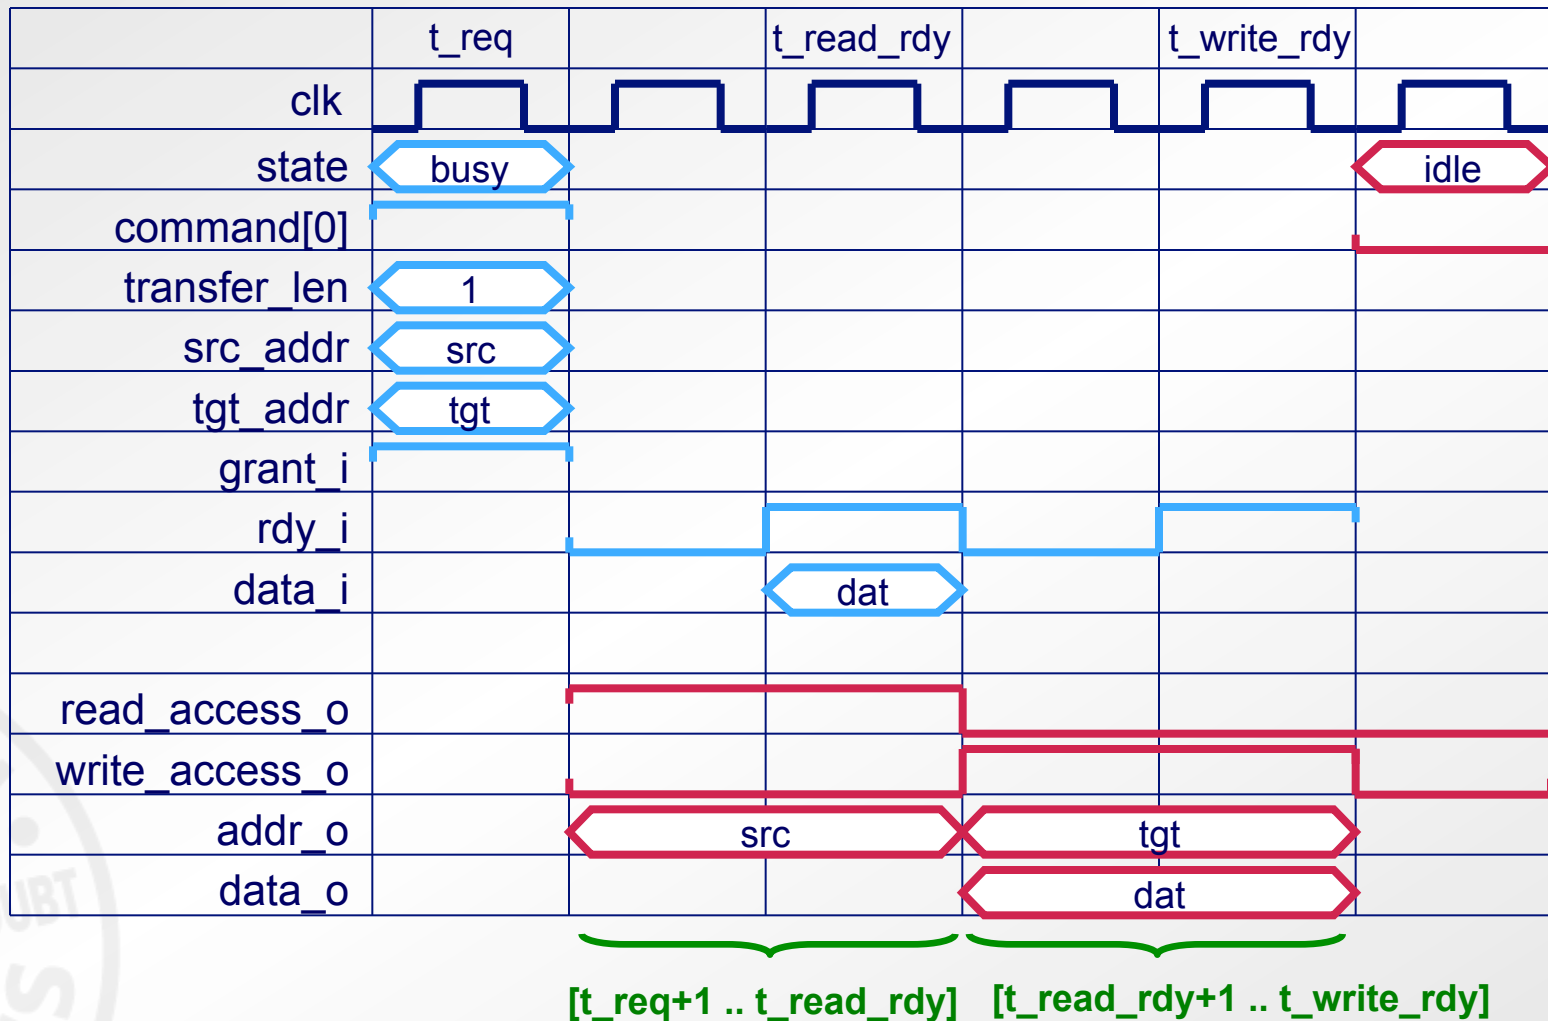 t_req t_read_rdy t_write_rdy
clk
state busy idle
command[0]
transfer_len 1
src_addr src
tgt_addr tgt
grant_i
rdy_i
data_i dat
read_access_o
write_access_o
addr_o src tgt
data_o dat
[t_req+1 .. t_read_rdy] [t_read_rdy+1 .. t_write_rdy]